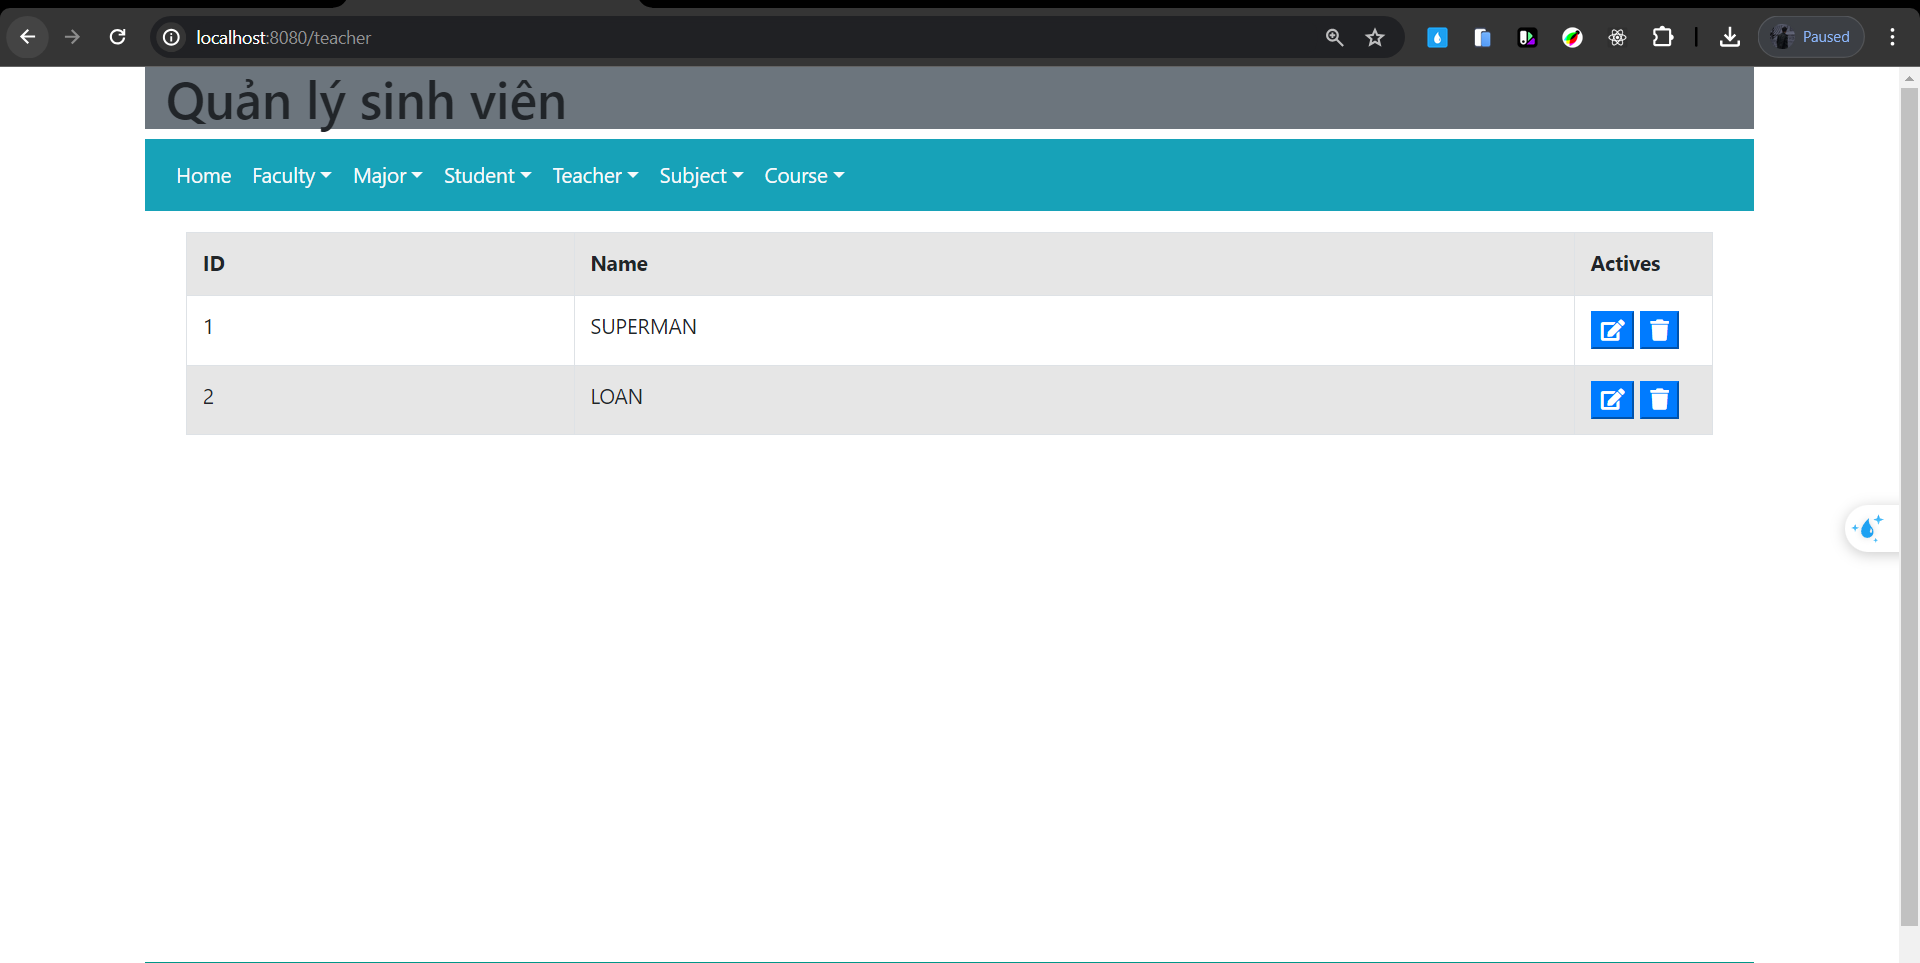 localhost:8080/teacher
Paused
Quản lý sinh viên
Home Faculty Major Student Teacher Subject Course
ID Name Actives
1 SUPERMAN
2 LOAN